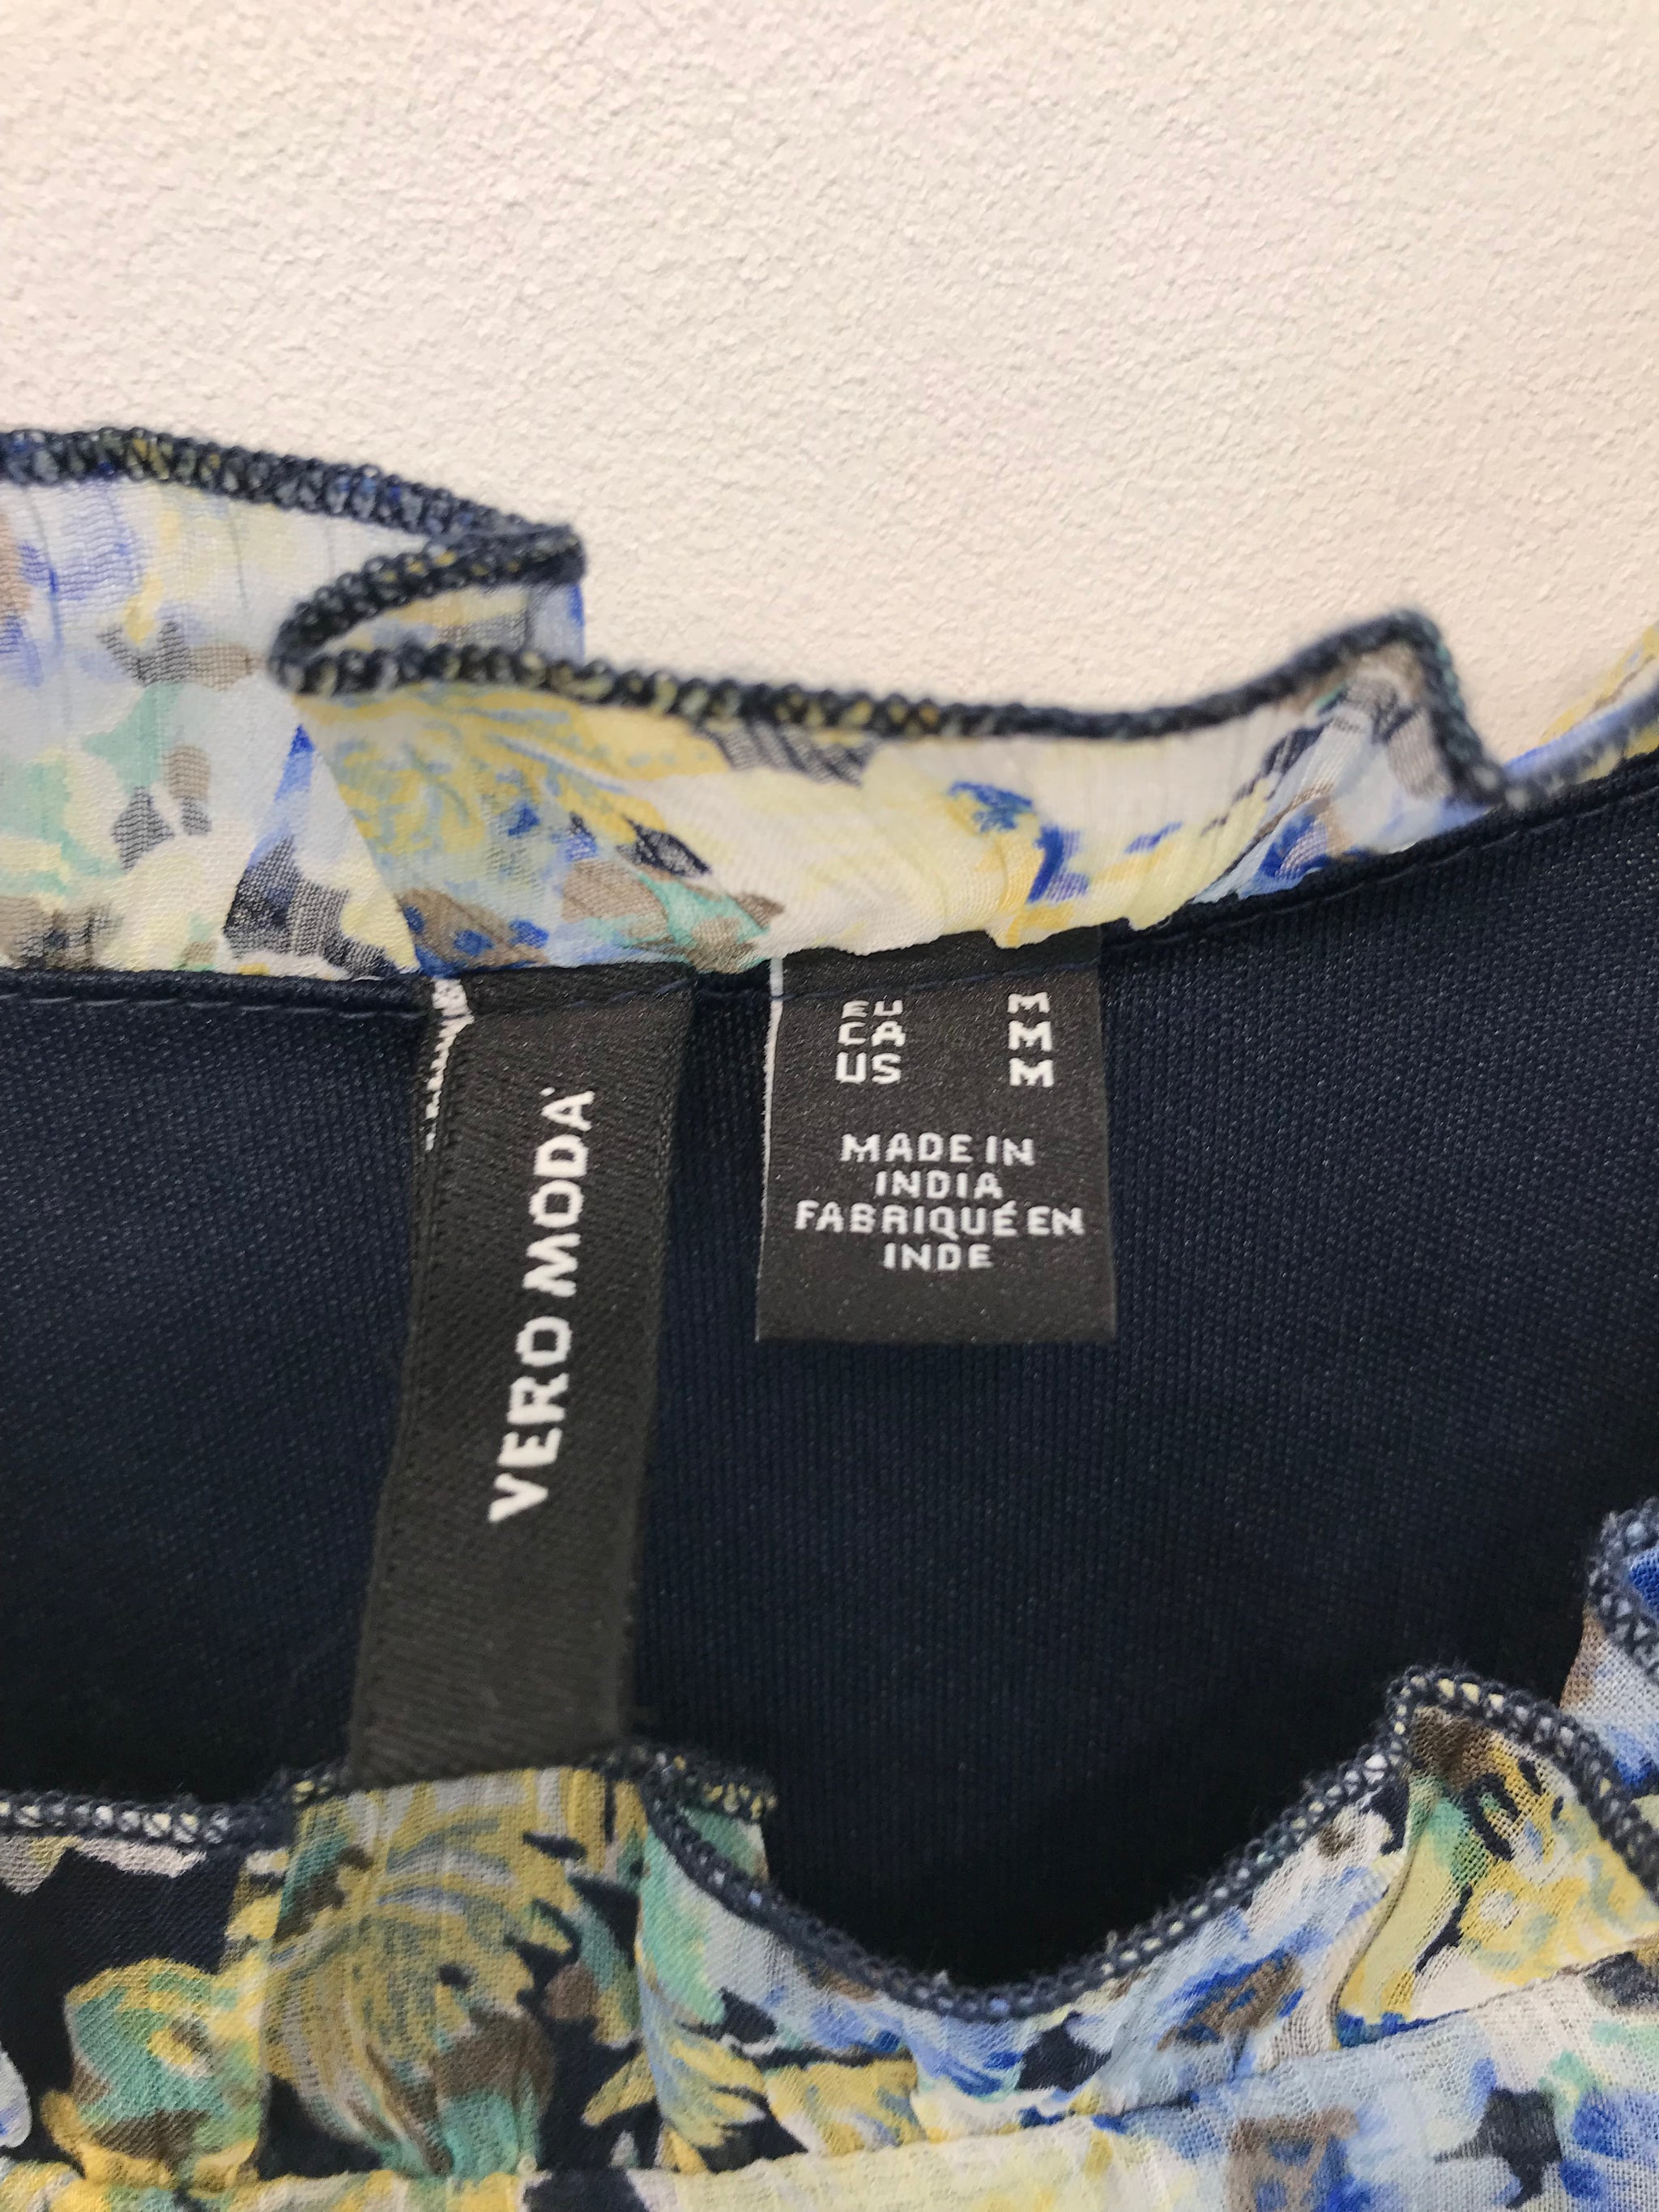 VERO MODA
EU M
CA M
US M
MADE IN
INDIA
FABRIQUÉ EN
INDE